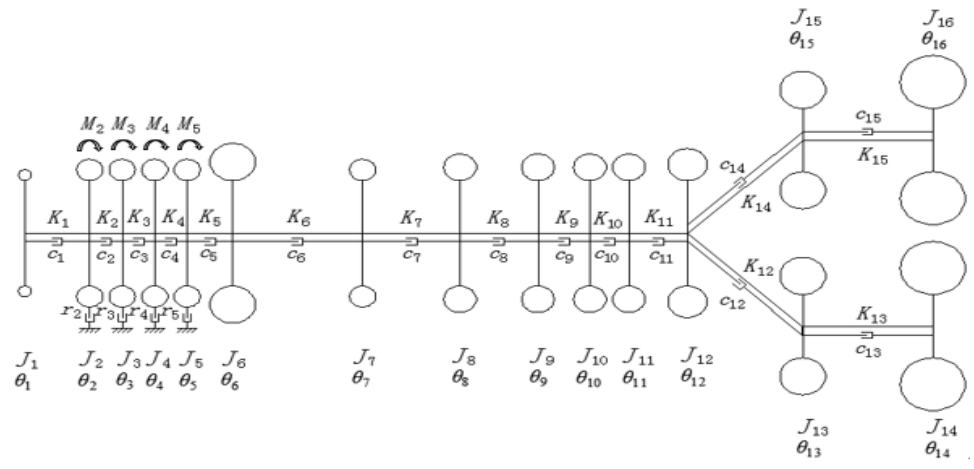 J₁₅ J₁₆
θ₁₅ θ₁₆
M₂ M₃ M₄ M₅
c₁₅
K₁₅
c₁₄
K₁₄
K₁ K₂ K₃ K₄ K₅ K₆ K₇ K₈ K₉ K₁₀ K₁₁
c₁ c₂ c₃ c₄ c₅ c₆ c₇ c₈ c₉ c₁₀ c₁₁
K₁₂
c₁₂
K₁₃
c₁₃
r₂ r₃ r₄ r₅
J₁ J₂ J₃ J₄ J₅ J₆ J₇ J₈ J₉ J₁₀ J₁₁ J₁₂
θ₁ θ₂ θ₃ θ₄ θ₅ θ₆ θ₇ θ₈ θ₉ θ₁₀ θ₁₁ θ₁₂
J₁₃ J₁₄
θ₁₃ θ₁₄